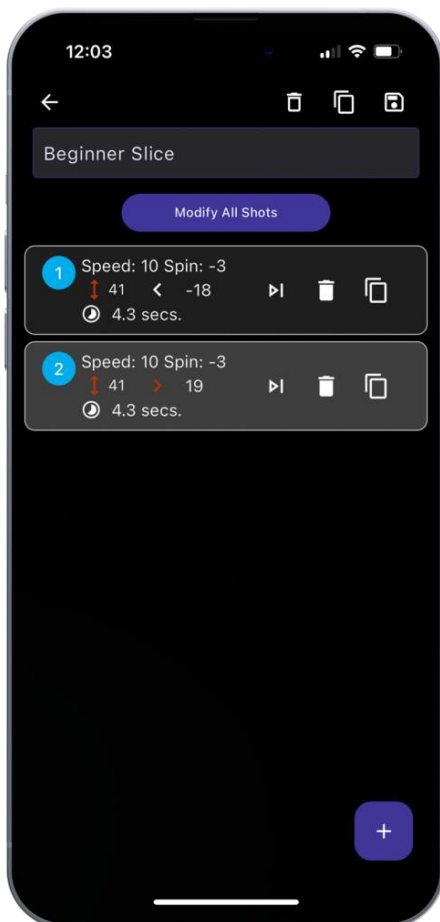 12:03
Beginner Slice
Modify All Shots
1
Speed: 10 Spin: -3
41 -18
4.3 secs.
2
Speed: 10 Spin: -3
41 19
4.3 secs.
+